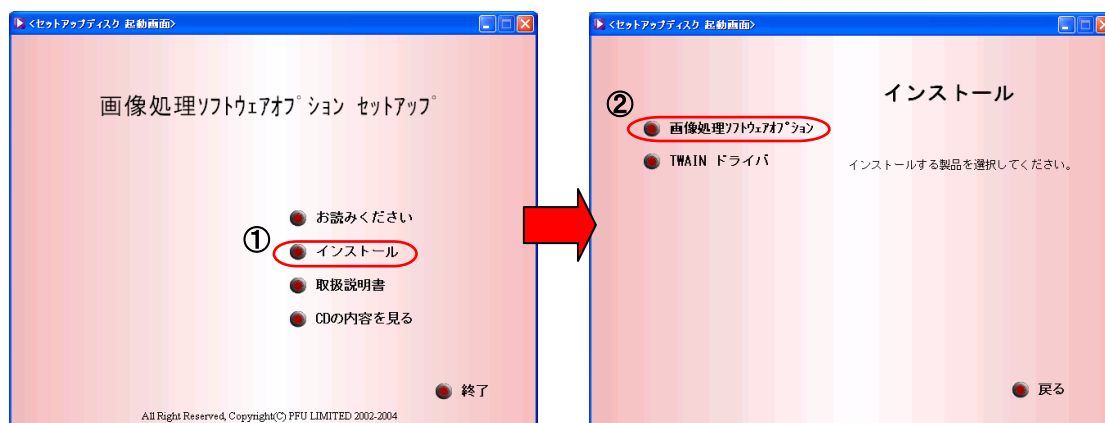 <セットアップディスク 起動画面>
画像処理ソフトウェアオプション セットアップ
お読みください
①
インストール
取扱説明書
CDの内容を見る
終了
All Right Reserved, Copyright(C) PFU LIMITED 2002-2004
<セットアップディスク 起動画面>
インストール
②
画像処理ソフトウェアオプション
TWAIN ドライバ
インストールする製品を選択してください。
戻る